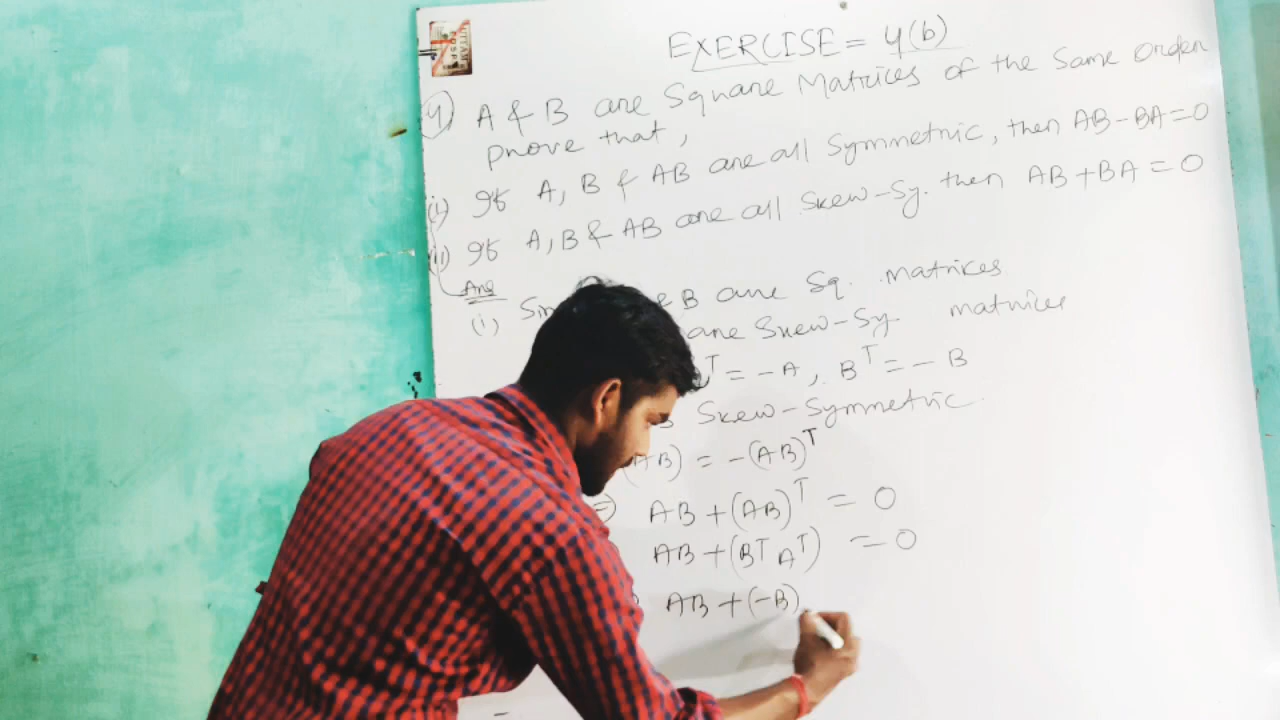 EXERCISE = 4(b)
4) A & B are Square Matrices of the Same Order
prove that,
(i) If A, B & AB are all Symmetric, then AB-BA=0
(ii) If A, B & AB are all Skew-Sy. then AB+BA=0
Ans
(i) B are Sq. matrices
are Skew-Sy matrices
T = -A, B^T = -B
Skew-Symmetric.
AB) = -(AB)^T
=> AB+(AB)^T = 0
AB+(B^T A^T) =0
AB+(-B)